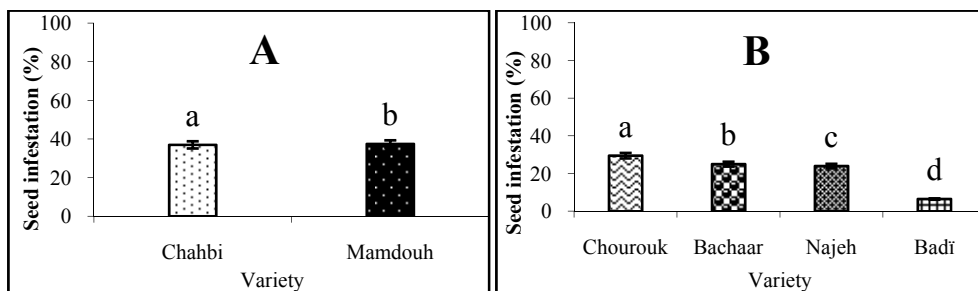 A
Seed infestation (%)
100
80
60
40
20
0
a
b
Chahbi
Mamdouh
Variety
B
Seed infestation (%)
100
80
60
40
20
0
a
b
c
d
Chourouk
Bachaar
Najeh
Badï
Variety